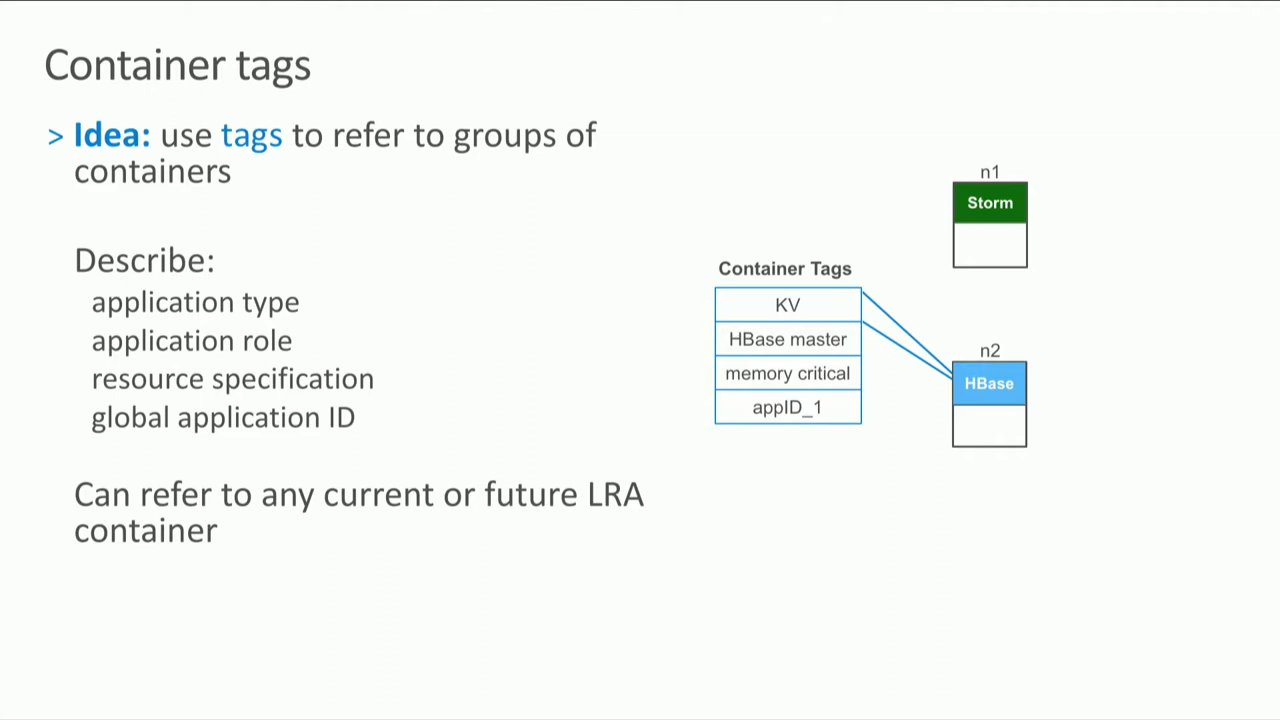 Container tags
> Idea: use tags to refer to groups of
containers
Describe:
application type
application role
resource specification
global application ID
Can refer to any current or future LRA
container
n1
Storm
Container Tags
KV
HBase master
memory critical
appID_1
n2
HBase